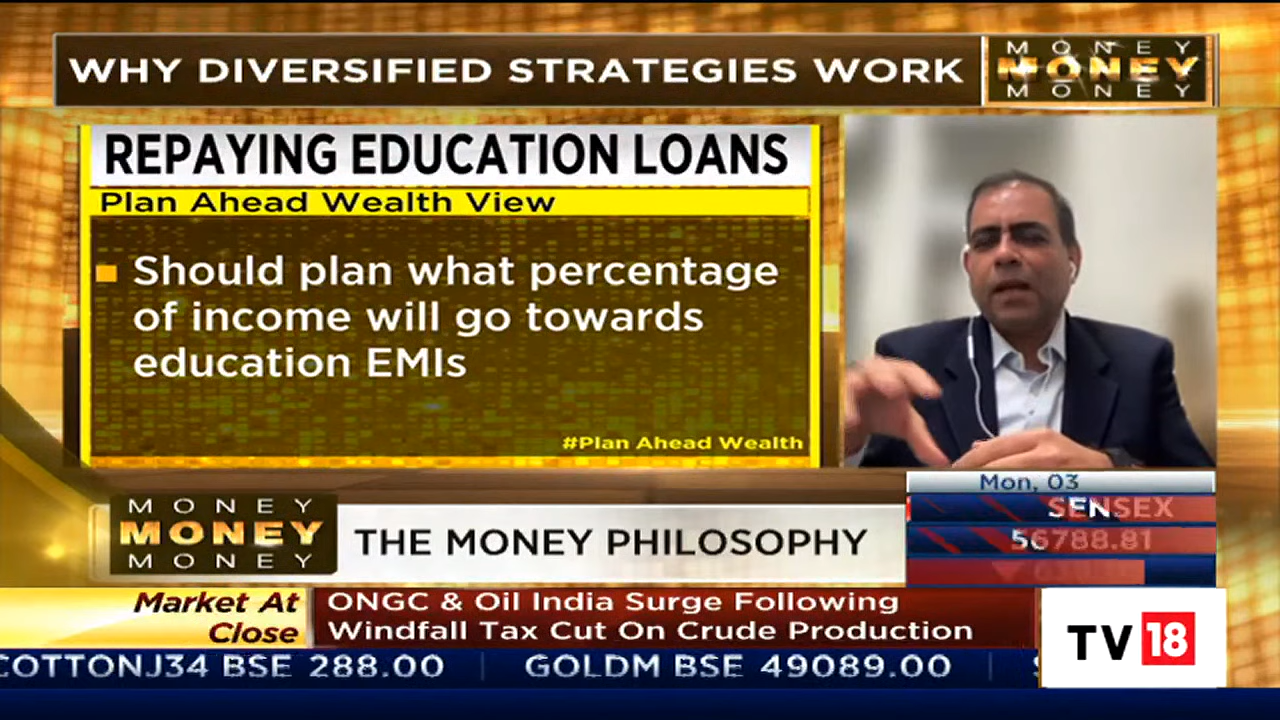 WHY DIVERSIFIED STRATEGIES WORK
MONEY
MONEY
MONEY
REPAYING EDUCATION LOANS
Plan Ahead Wealth View
Should plan what percentage
of income will go towards
education EMIs
#Plan Ahead Wealth
Mon, 03
SENSEX
56788.81
MONEY
MONEY
MONEY
THE MONEY PHILOSOPHY
Market At
Close
ONGC & Oil India Surge Following
Windfall Tax Cut On Crude Production
TV18
COTTONJ34 BSE 288.00
GOLDM BSE 49089.00